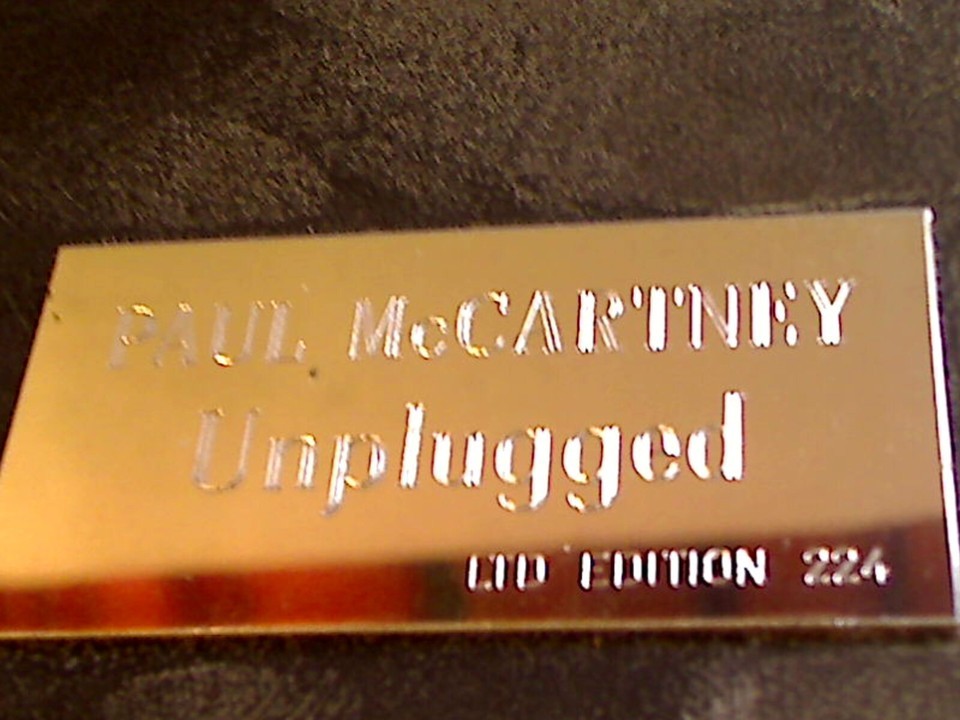 PAUL McCARTNEY
Unplugged
LTD EDITION 224